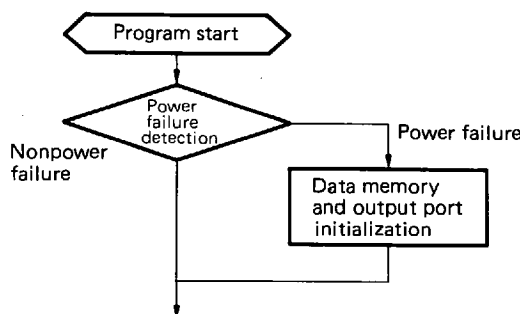 Program start
Power
failure
detection
Power failure
Nonpower
failure
Data memory
and output port
initialization